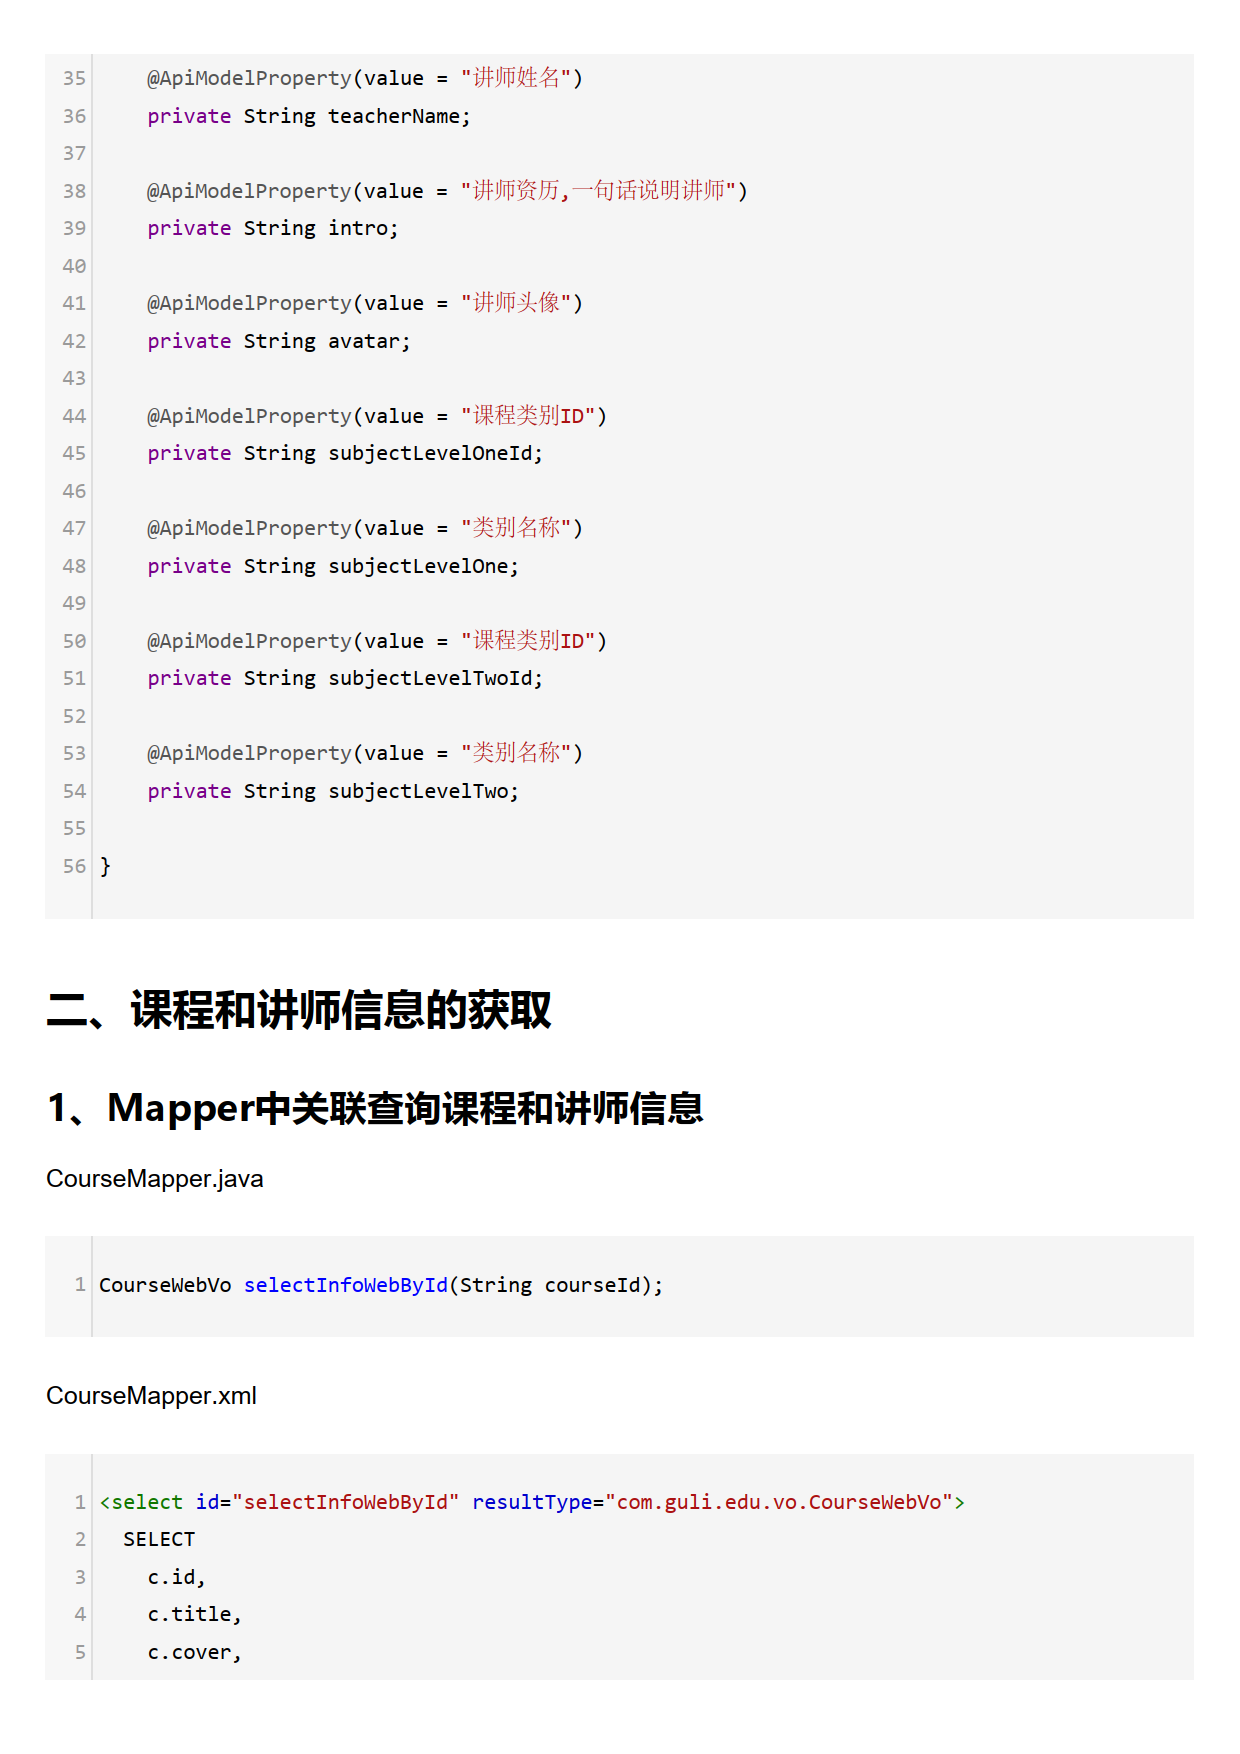 35     @ApiModelProperty(value = "讲师姓名")
36     private String teacherName;
37
38     @ApiModelProperty(value = "讲师资历,一句话说明讲师")
39     private String intro;
40
41     @ApiModelProperty(value = "讲师头像")
42     private String avatar;
43
44     @ApiModelProperty(value = "课程类别ID")
45     private String subjectLevelOneId;
46
47     @ApiModelProperty(value = "类别名称")
48     private String subjectLevelOne;
49
50     @ApiModelProperty(value = "课程类别ID")
51     private String subjectLevelTwoId;
52
53     @ApiModelProperty(value = "类别名称")
54     private String subjectLevelTwo;
55
56 }
二、课程和讲师信息的获取
1、Mapper中关联查询课程和讲师信息
CourseMapper.java
1 CourseWebVo selectInfoWebById(String courseId);
CourseMapper.xml
1 <select id="selectInfoWebById" resultType="com.guli.edu.vo.CourseWebVo">
2   SELECT
3     c.id,
4     c.title,
5     c.cover,